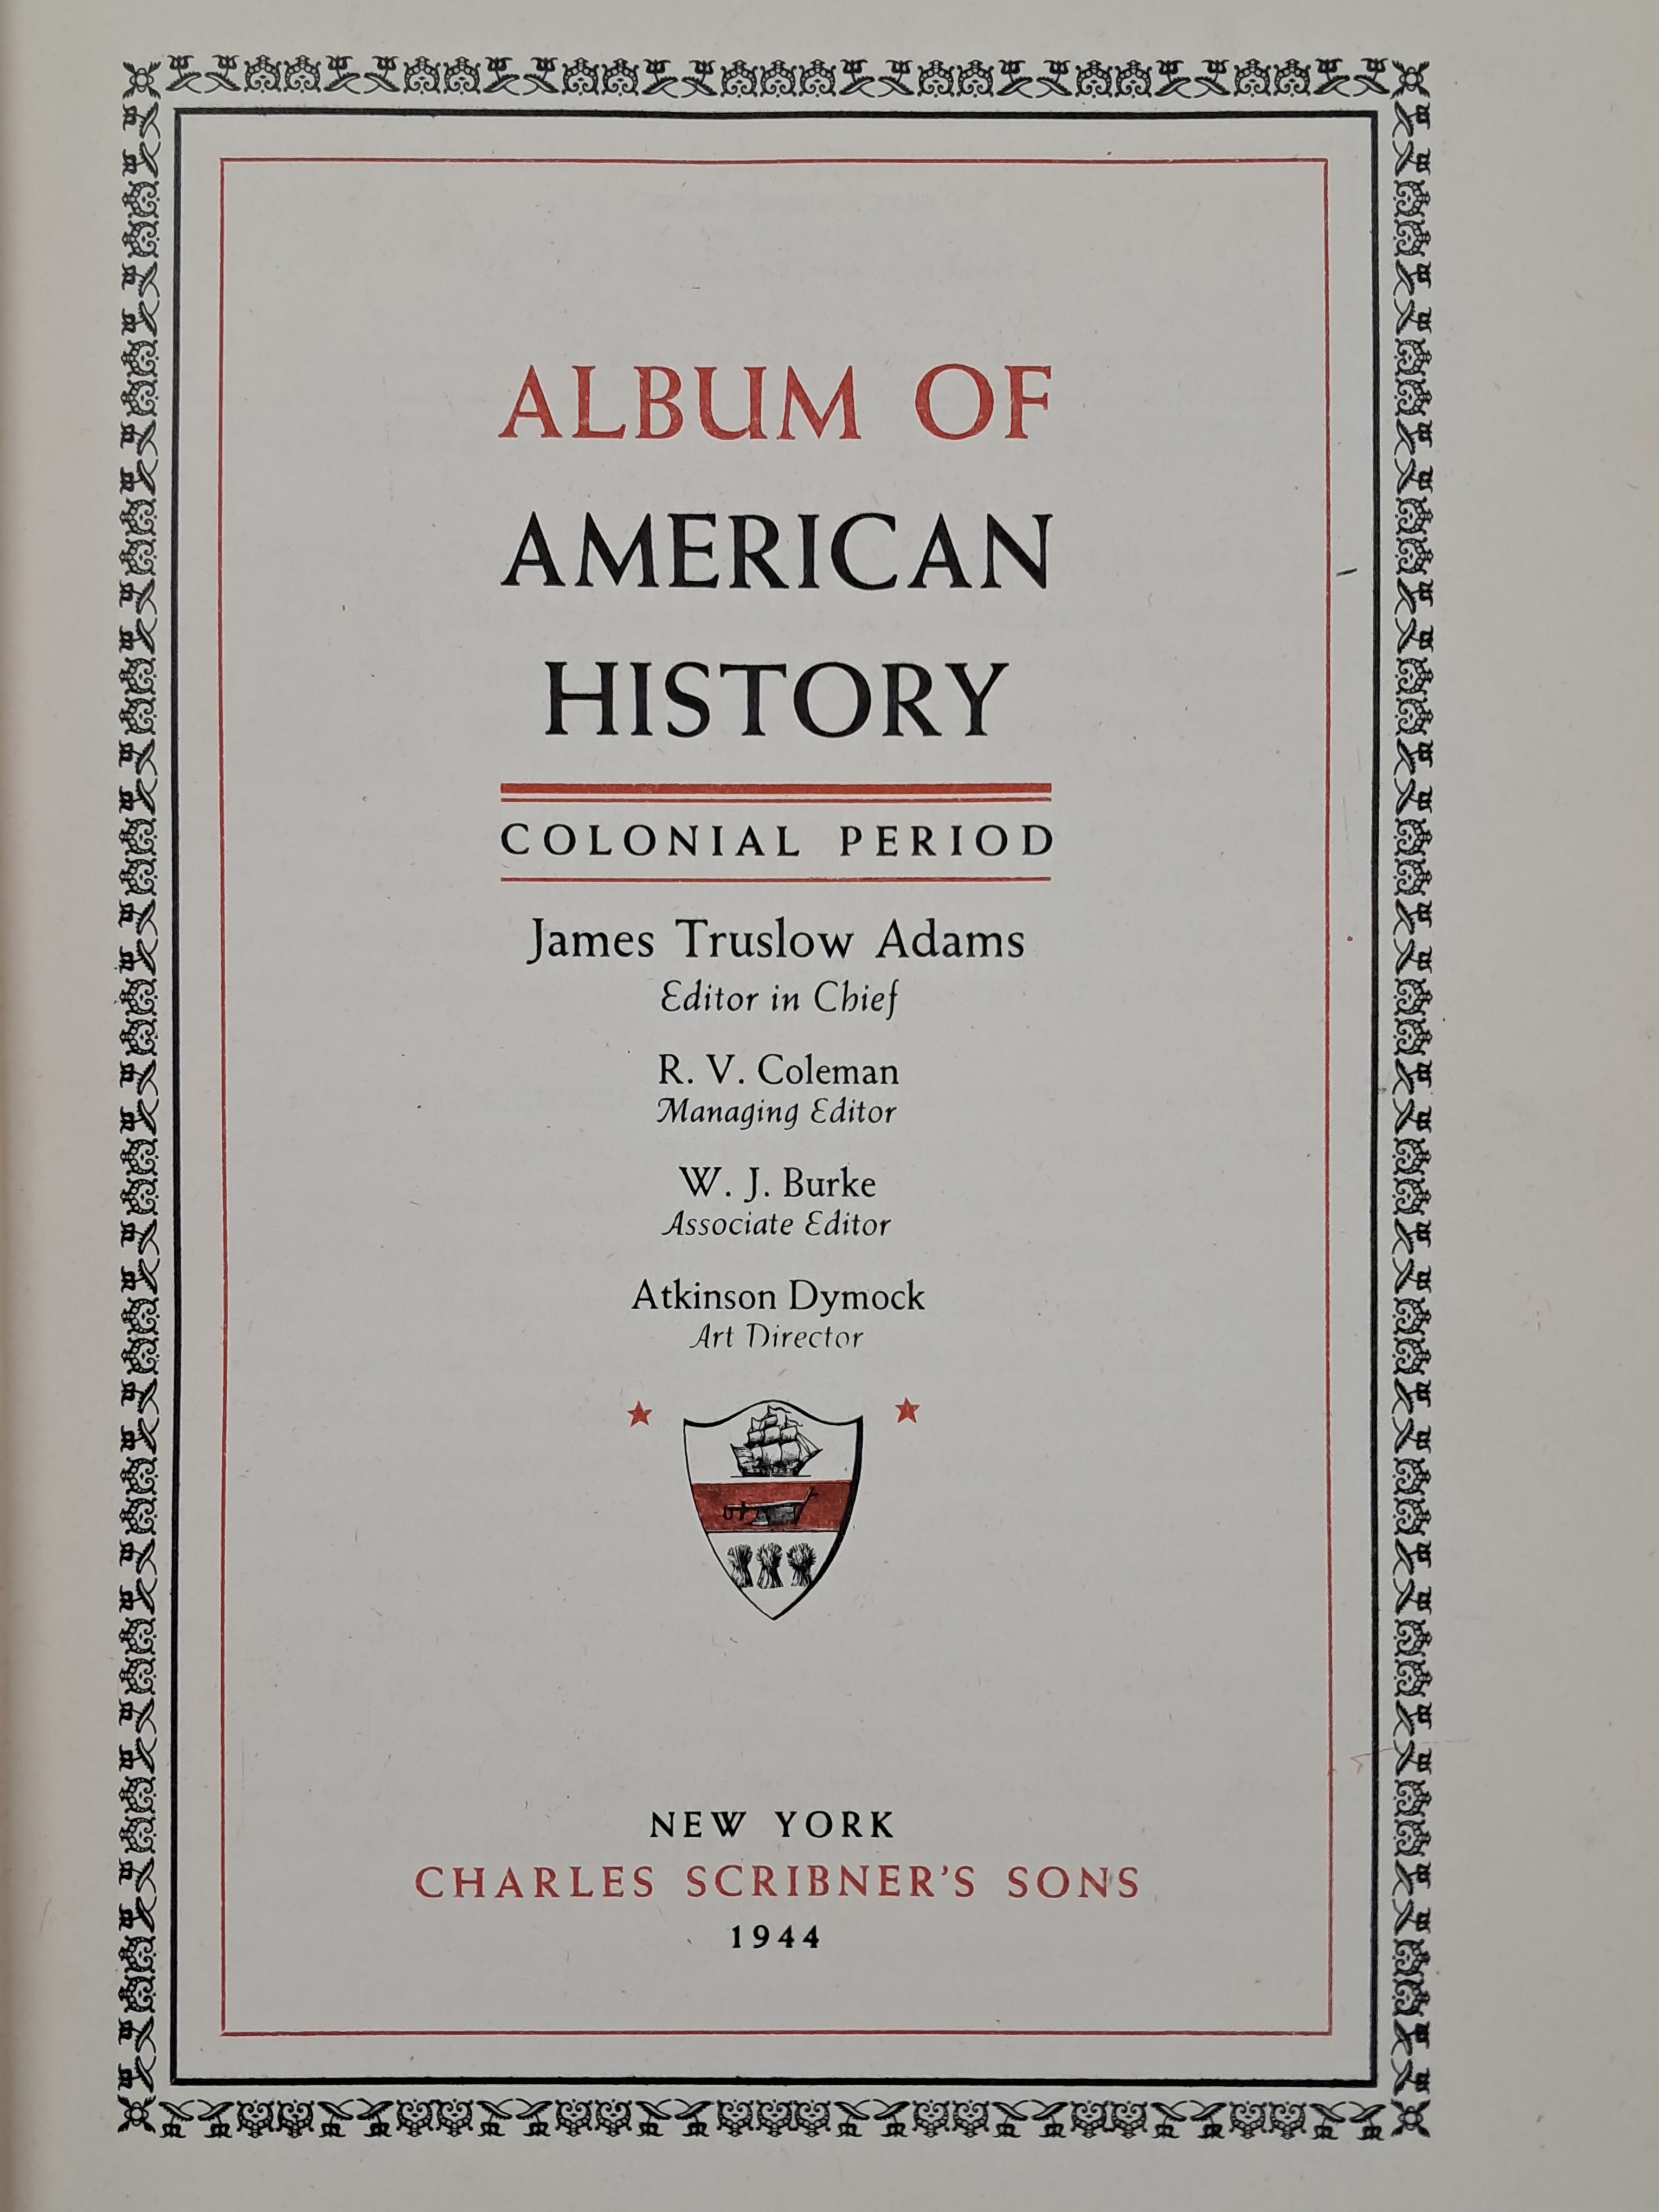 ALBUM OF
AMERICAN
HISTORY
COLONIAL PERIOD
James Truslow Adams
Editor in Chief
R. V. Coleman
Managing Editor
W. J. Burke
Associate Editor
Atkinson Dymock
Art Director
NEW YORK
CHARLES SCRIBNER'S SONS
1944